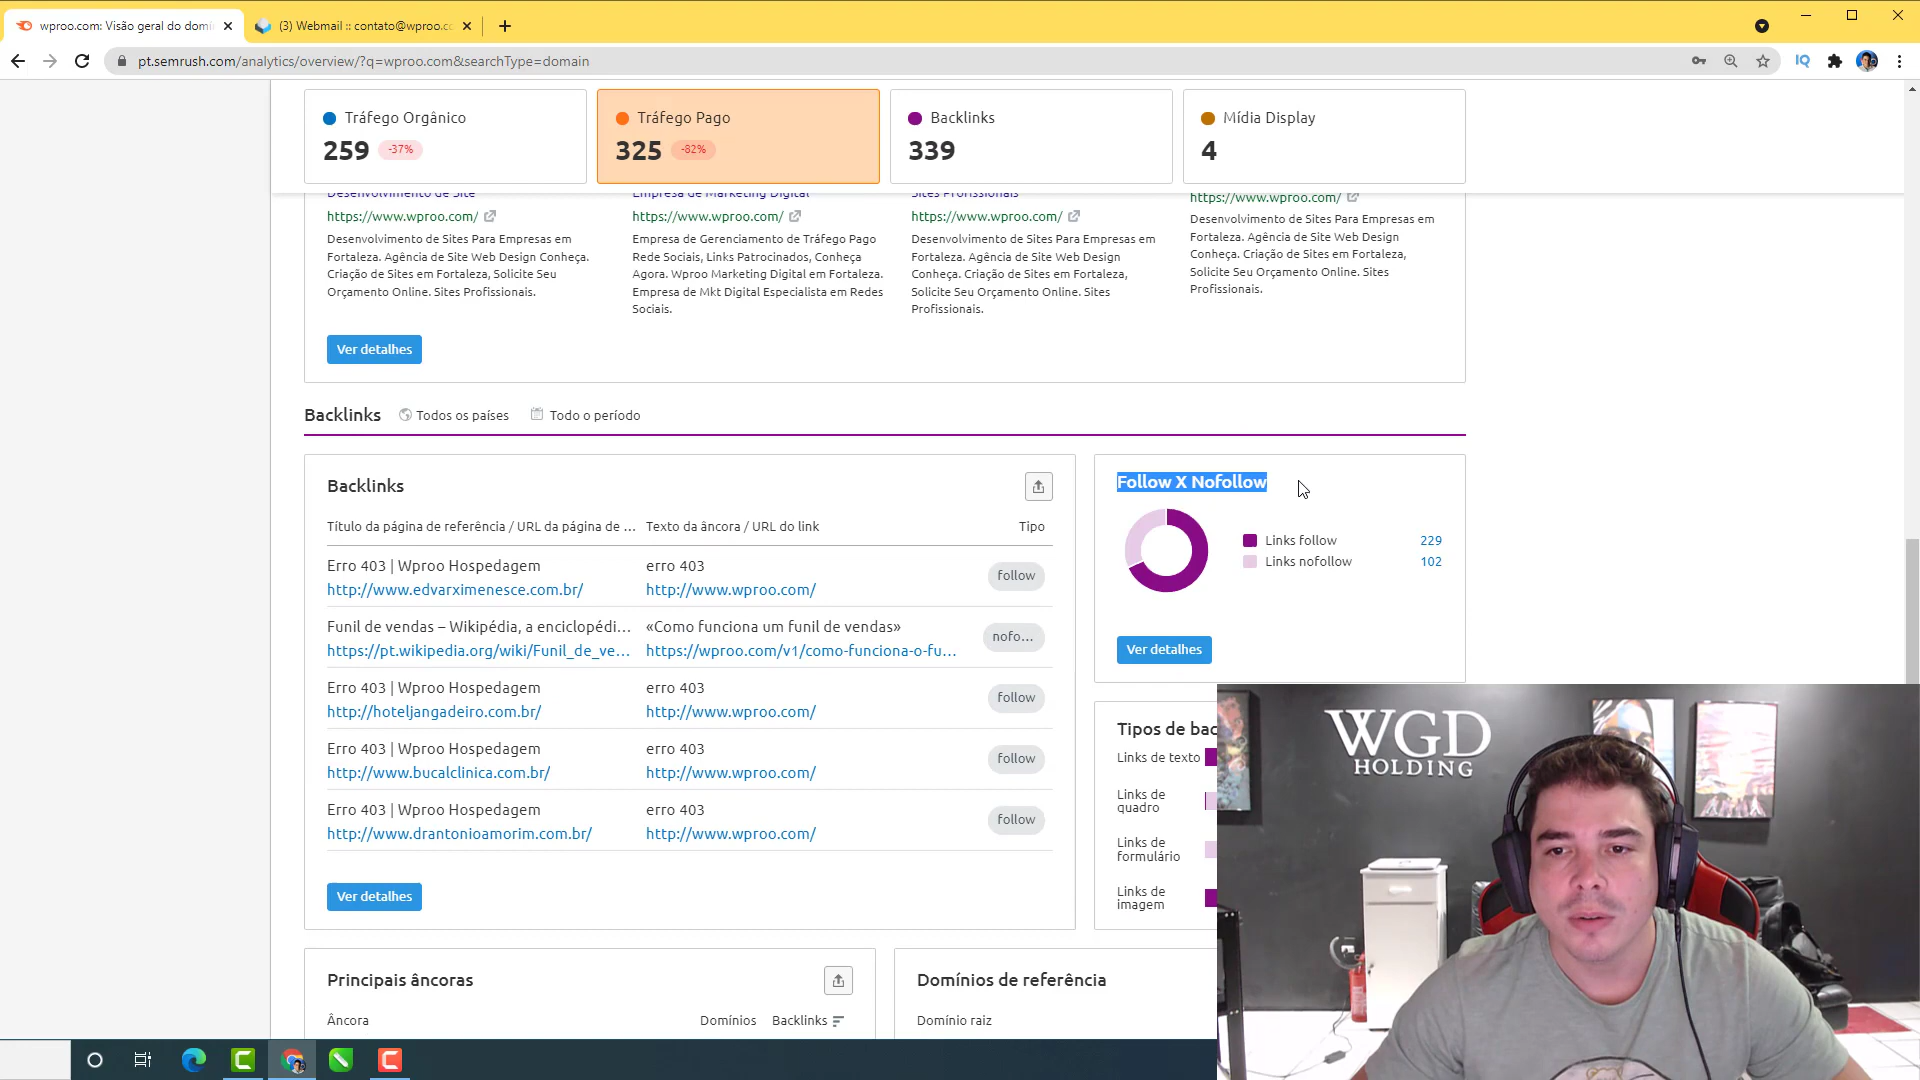 wproo.com: Visão geral do domí
(3) Webmail :: contato@wproo.co
pt.semrush.com/analytics/overview/?q=wproo.com&searchType=domain
IQ
Tráfego Orgânico
259 -37%
Tráfego Pago
325 -82%
Backlinks
339
Mídia Display
4
Desenvolvimento de Site
https://www.wproo.com/
Desenvolvimento de Sites Para Empresas em
Fortaleza. Agência de Site Web Design Conheça.
Criação de Sites em Fortaleza, Solicite Seu
Orçamento Online. Sites Profissionais.
Empresa de Marketing Digital
https://www.wproo.com/
Empresa de Gerenciamento de Tráfego Pago
Rede Sociais, Links Patrocinados, Conheça
Agora. Wproo Marketing Digital em Fortaleza.
Empresa de Mkt Digital Especialista em Redes
Sociais.
Sites Profissionais
https://www.wproo.com/
Desenvolvimento de Sites Para Empresas em
Fortaleza. Agência de Site Web Design
Conheça. Criação de Sites em Fortaleza,
Solicite Seu Orçamento Online. Sites
Profissionais.
https://www.wproo.com/
Desenvolvimento de Sites Para Empresas em
Fortaleza. Agência de Site Web Design
Conheça. Criação de Sites em Fortaleza,
Solicite Seu Orçamento Online. Sites
Profissionais.
Ver detalhes
Backlinks Todos os países Todo o período
Backlinks
Título da página de referência / URL da página de ... Texto da âncora / URL do link Tipo
Erro 403 | Wproo Hospedagem erro 403
follow
http://www.edvarximenesce.com.br/ http://www.wproo.com/
Funil de vendas – Wikipédia, a enciclopédi... «Como funciona um funil de vendas»
nofo...
https://pt.wikipedia.org/wiki/Funil_de_ve... https://wproo.com/v1/como-funciona-o-fu...
Erro 403 | Wproo Hospedagem erro 403
follow
http://hoteljangadeiro.com.br/ http://www.wproo.com/
Erro 403 | Wproo Hospedagem erro 403
follow
http://www.bucalclinica.com.br/ http://www.wproo.com/
Erro 403 | Wproo Hospedagem erro 403
follow
http://www.drantonioamorim.com.br/ http://www.wproo.com/
Ver detalhes
Follow X Nofollow
Links follow 229
Links nofollow 102
Ver detalhes
Tipos de bac
Links de texto
Links de
quadro
Links de
formulário
Links de
imagem
WGD
HOLDING
Principais âncoras
Âncora Domínios Backlinks
Domínios de referência
Domínio raiz